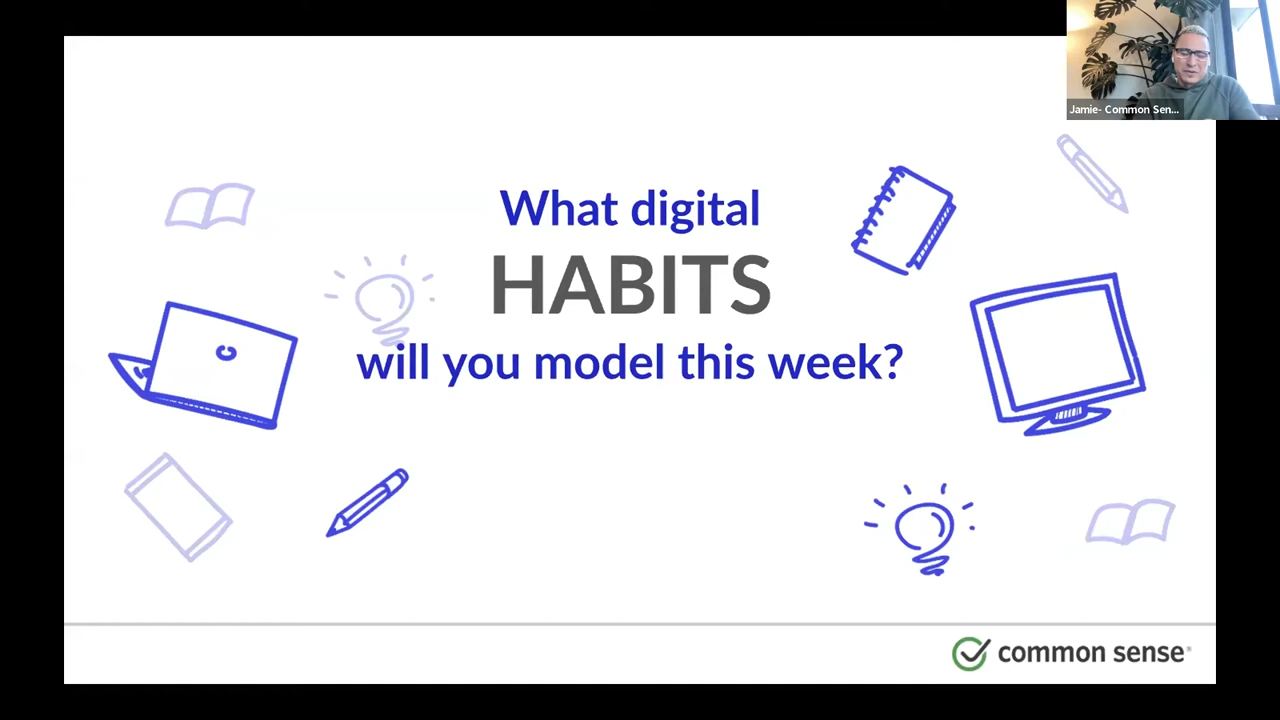 Jamie- Common Sen...
What digital
HABITS
will you model this week?
common sense®